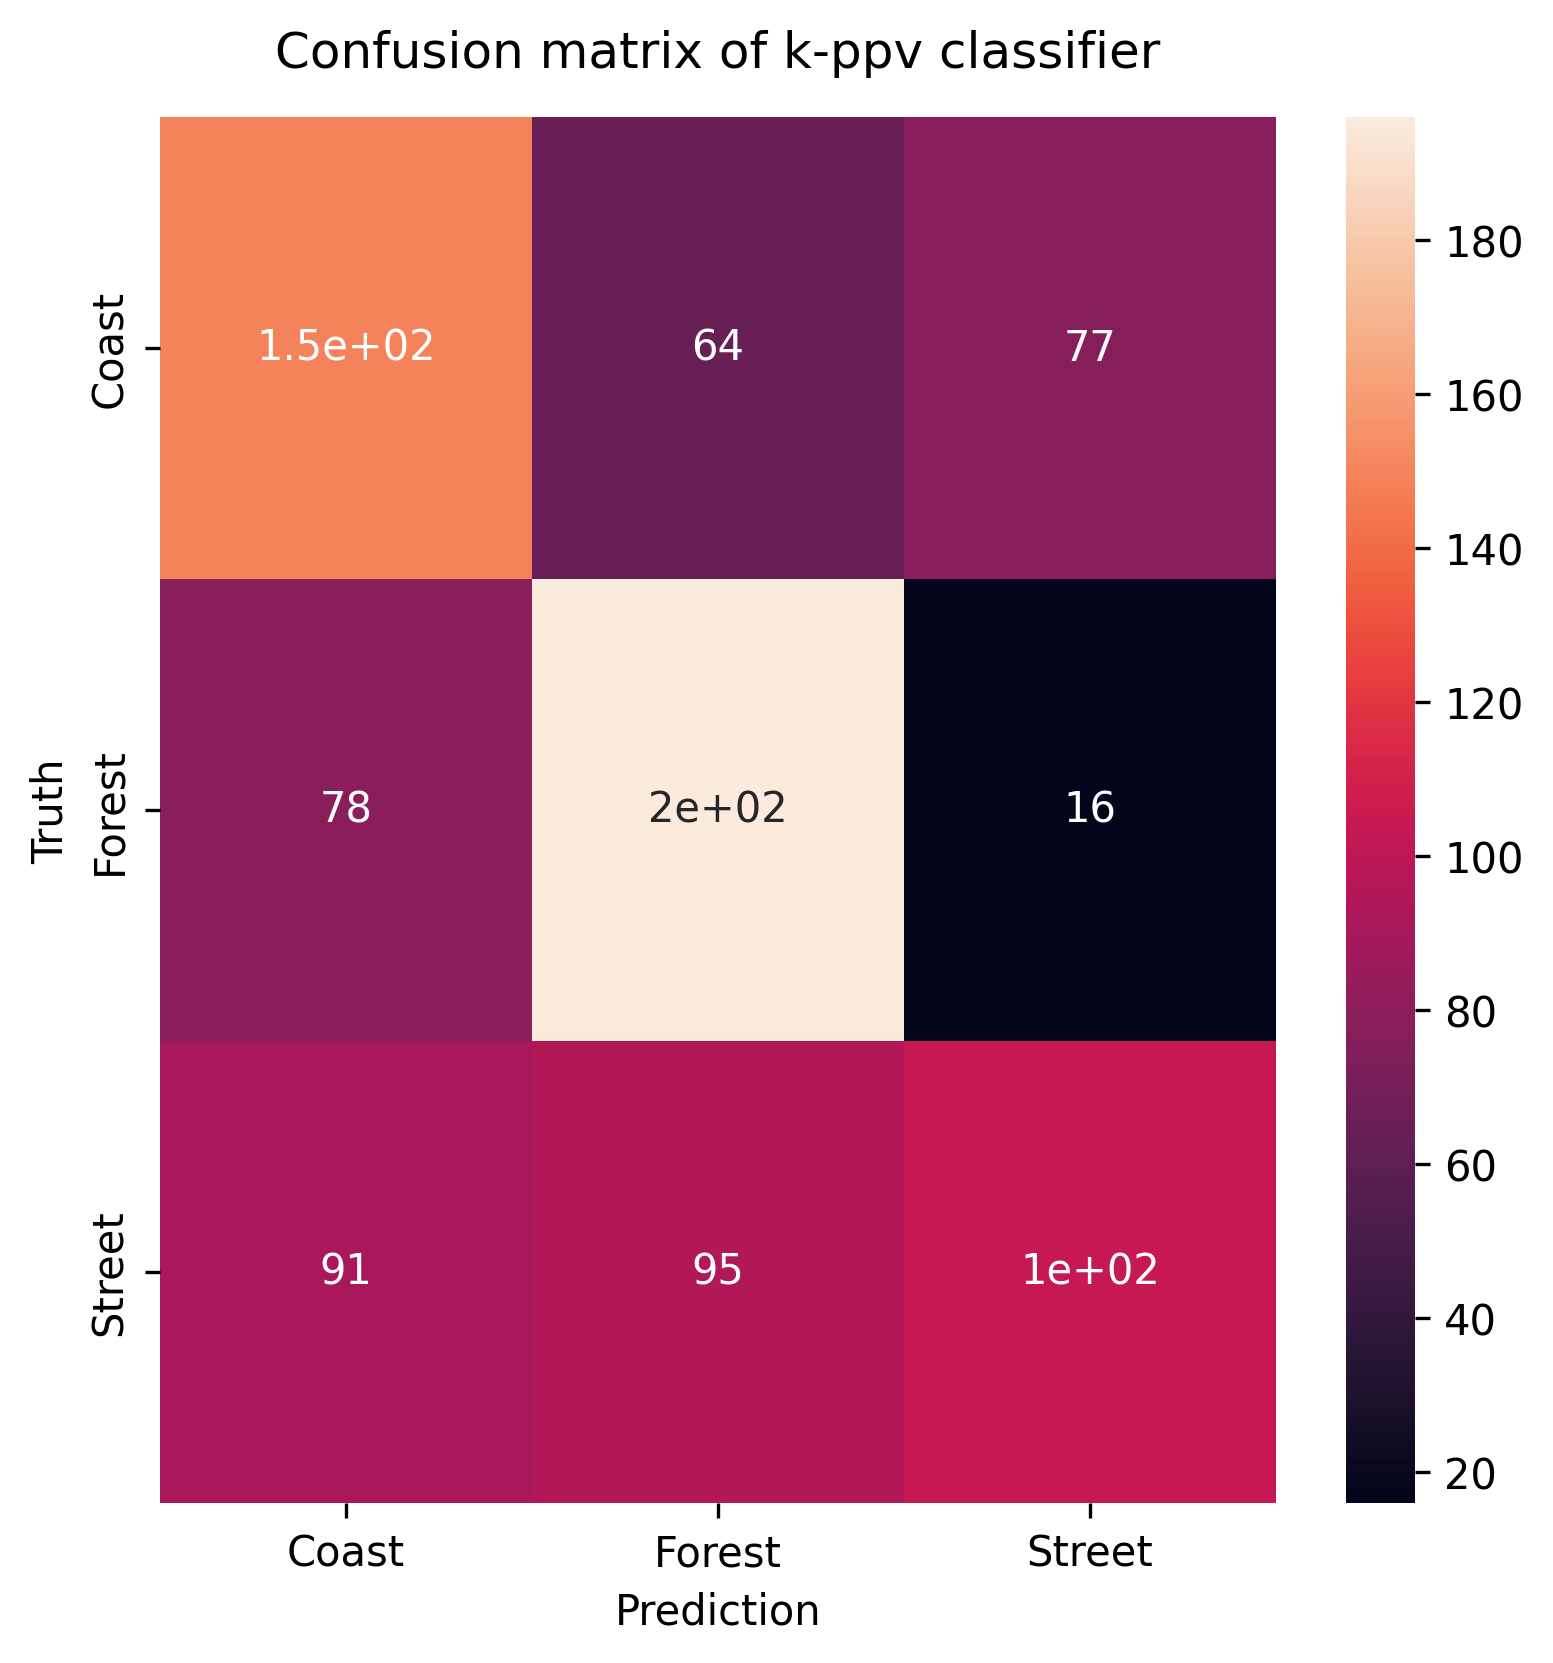 Confusion matrix of k-ppv classifier
Coast
1.5e+02
64
77
Truth
Forest
78
2e+02
16
Street
91
95
1e+02
Coast
Forest
Street
Prediction
180
160
140
120
100
80
60
40
20